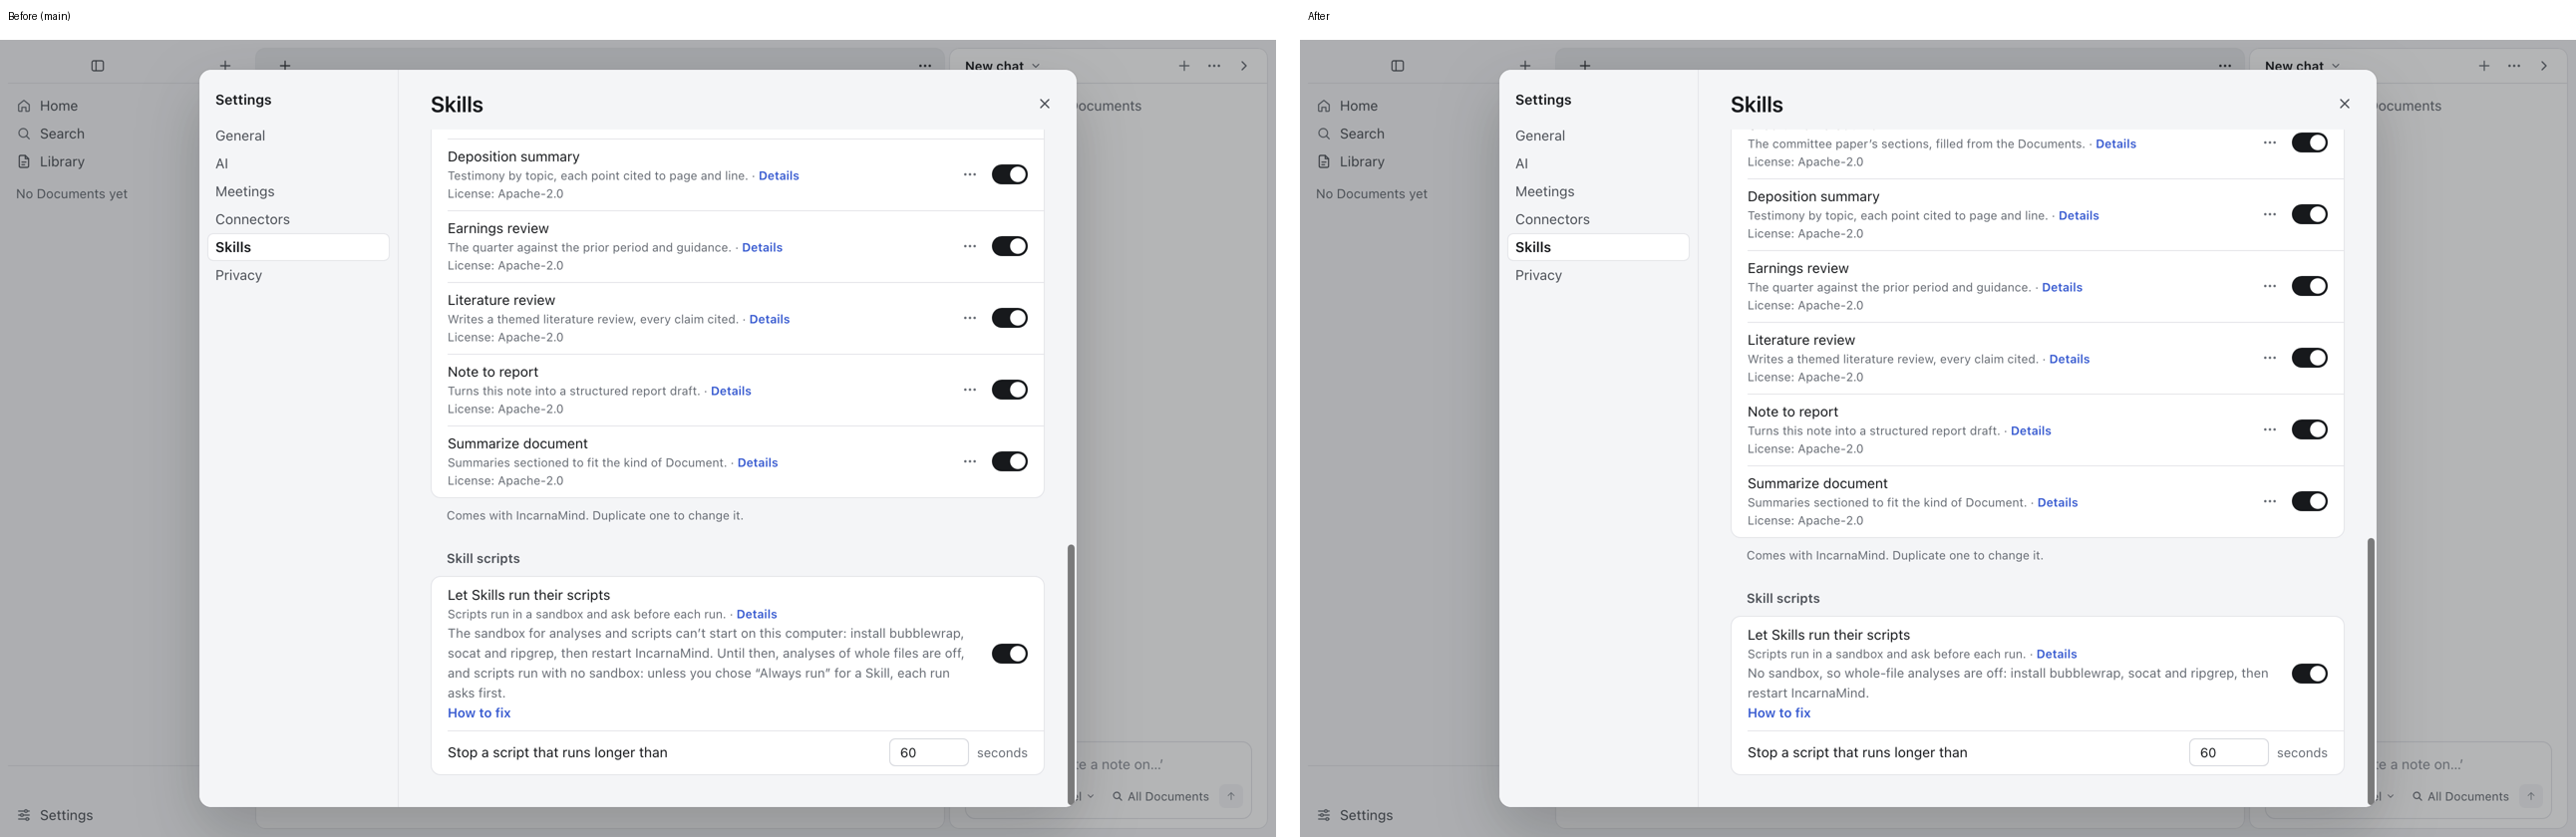 Before (main)
Home
Search
Library
No Documents yet
Settings
Settings
General
AI
Meetings
Connectors
Skills
Privacy
Skills
Deposition summary
Testimony by topic, each point cited to page and line. · Details
License: Apache-2.0
Earnings review
The quarter against the prior period and guidance. · Details
License: Apache-2.0
Literature review
Writes a themed literature review, every claim cited. · Details
License: Apache-2.0
Note to report
Turns this note into a structured report draft. · Details
License: Apache-2.0
Summarize document
Summaries sectioned to fit the kind of Document. · Details
License: Apache-2.0
Comes with IncarnaMind. Duplicate one to change it.
Skill scripts
Let Skills run their scripts
Scripts run in a sandbox and ask before each run. · Details
The sandbox for analyses and scripts can’t start on this computer: install bubblewrap,
socat and ripgrep, then restart IncarnaMind. Until then, analyses of whole files are off,
and scripts run with no sandbox: unless you chose “Always run” for a Skill, each run
asks first.
How to fix
Stop a script that runs longer than 60 seconds
New chat
Documents
a note on...’
All Documents
After
Home
Search
Library
No Documents yet
Settings
Settings
General
AI
Meetings
Connectors
Skills
Privacy
Skills
The committee paper’s sections, filled from the Documents. · Details
License: Apache-2.0
Deposition summary
Testimony by topic, each point cited to page and line. · Details
License: Apache-2.0
Earnings review
The quarter against the prior period and guidance. · Details
License: Apache-2.0
Literature review
Writes a themed literature review, every claim cited. · Details
License: Apache-2.0
Note to report
Turns this note into a structured report draft. · Details
License: Apache-2.0
Summarize document
Summaries sectioned to fit the kind of Document. · Details
License: Apache-2.0
Comes with IncarnaMind. Duplicate one to change it.
Skill scripts
Let Skills run their scripts
Scripts run in a sandbox and ask before each run. · Details
No sandbox, so whole-file analyses are off: install bubblewrap, socat and ripgrep, then
restart IncarnaMind.
How to fix
Stop a script that runs longer than 60 seconds
New chat
ocuments
a note on...’
All Documents